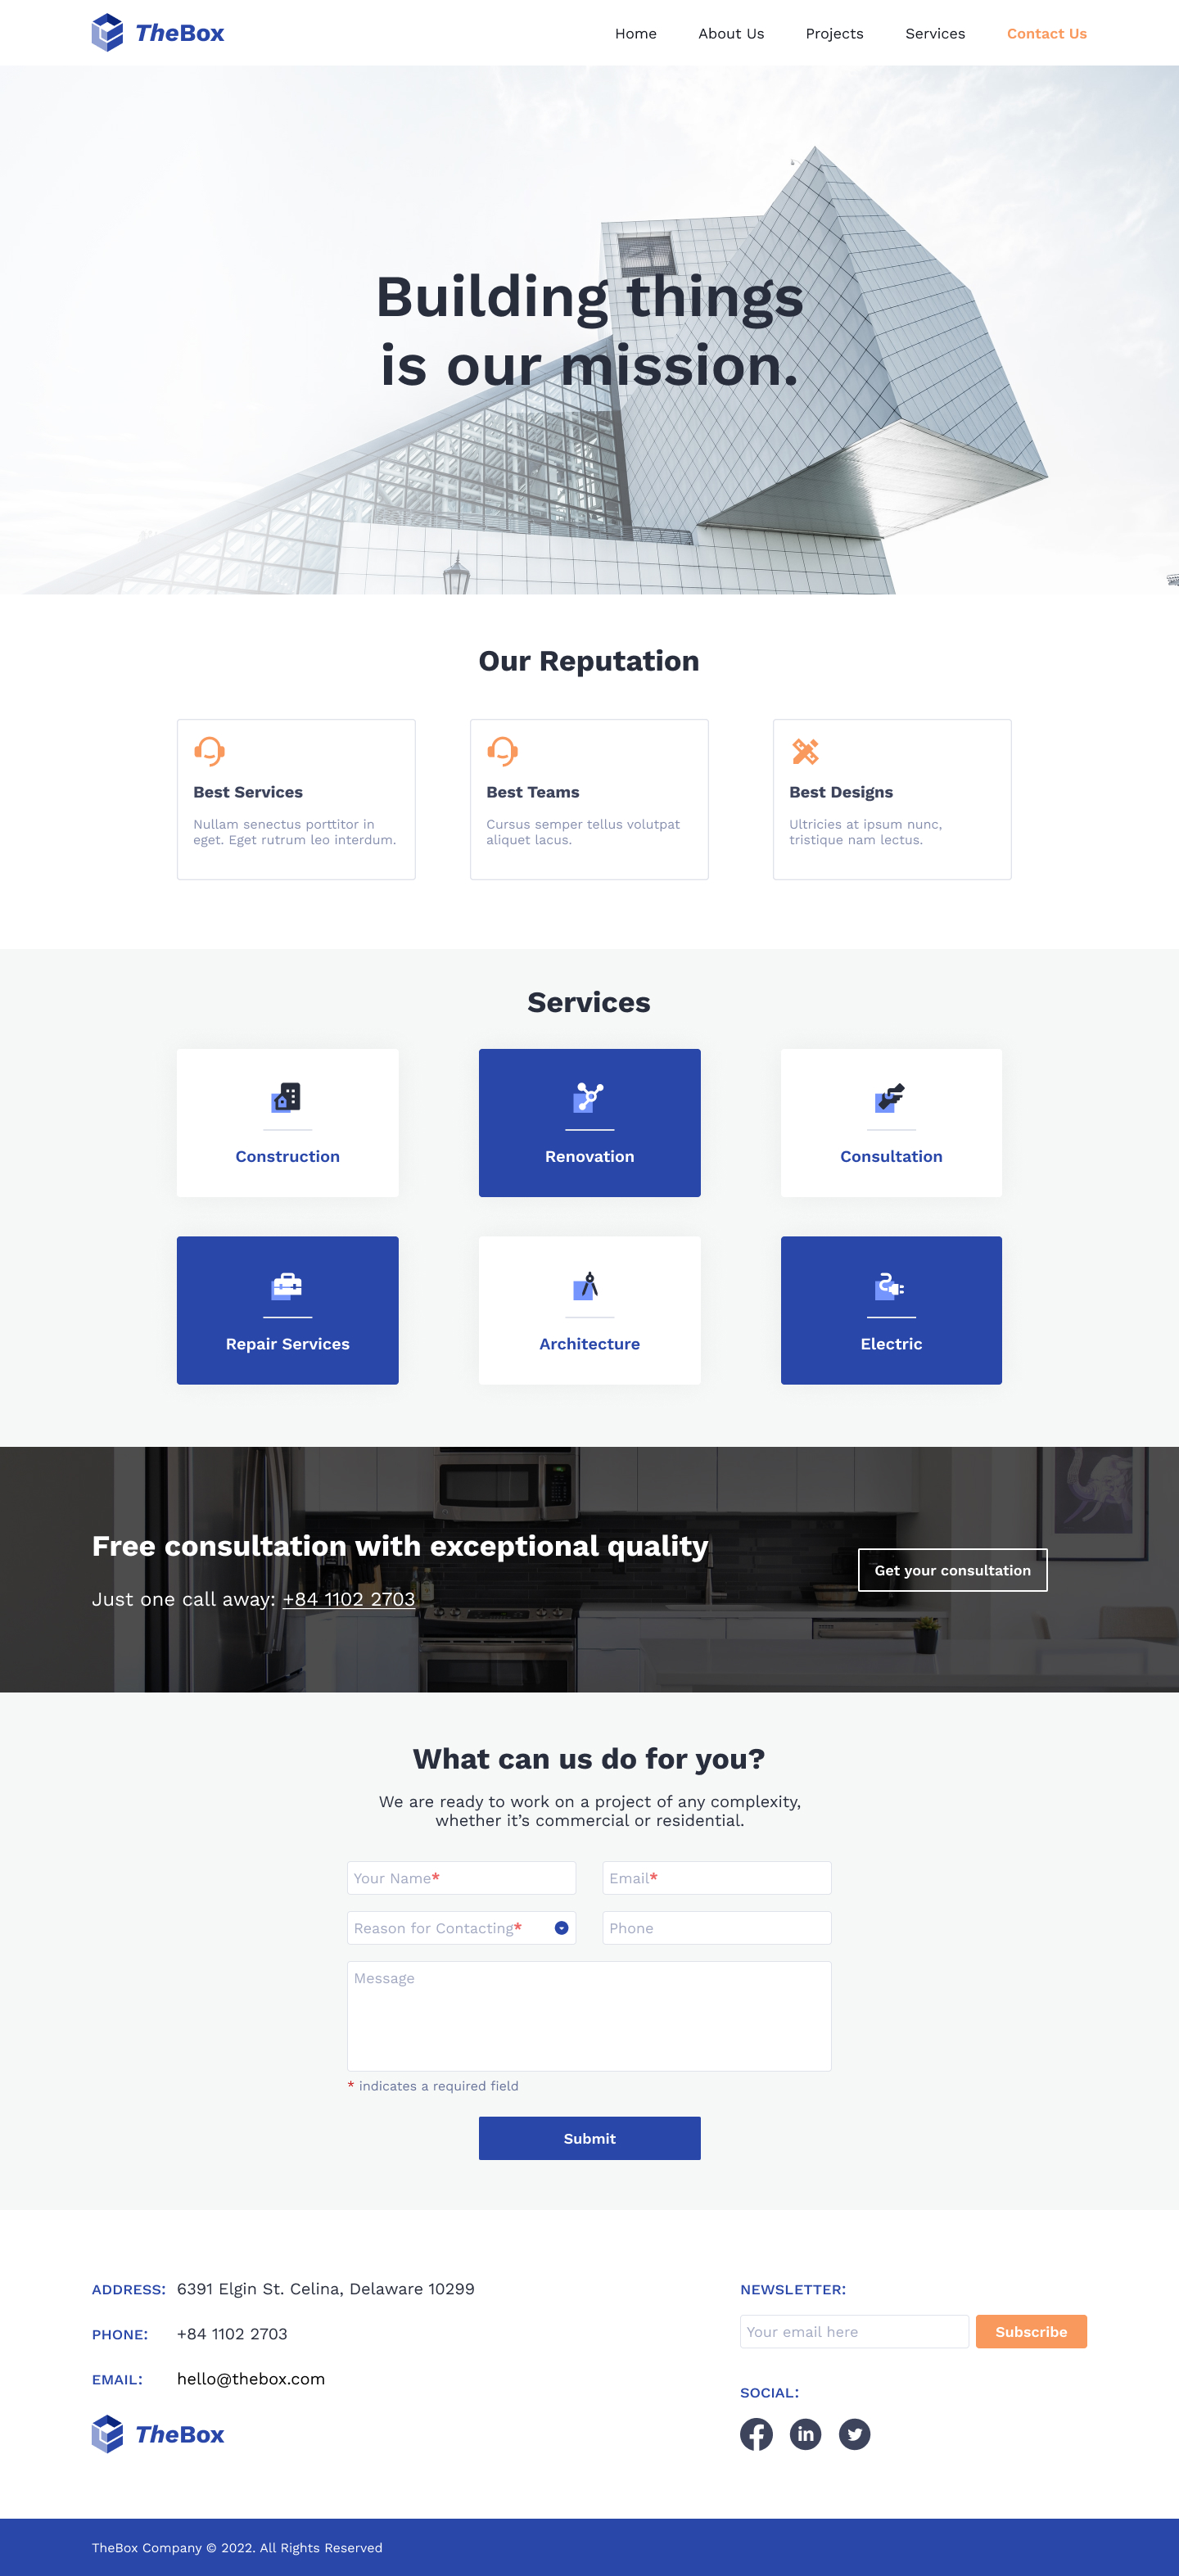 TheBox
Home
About Us
Projects
Services
Contact Us
Building things
is our mission.
Our Reputation
Best Services
Nullam senectus porttitor in
eget. Eget rutrum leo interdum.
Best Teams
Cursus semper tellus volutpat
aliquet lacus.
Best Designs
Ultricies at ipsum nunc,
tristique nam lectus.
Services
Construction
Renovation
Consultation
Repair Services
Architecture
Electric
Free consultation with exceptional quality
Just one call away: +84 1102 2703
Get your consultation
What can us do for you?
We are ready to work on a project of any complexity,
whether it’s commercial or residential.
Your Name*
Email*
Reason for Contacting*
Phone
Message
* indicates a required field
Submit
ADDRESS: 6391 Elgin St. Celina, Delaware 10299
PHONE: +84 1102 2703
EMAIL: hello@thebox.com
TheBox
NEWSLETTER:
Your email here
Subscribe
SOCIAL:
in
TheBox Company © 2022. All Rights Reserved